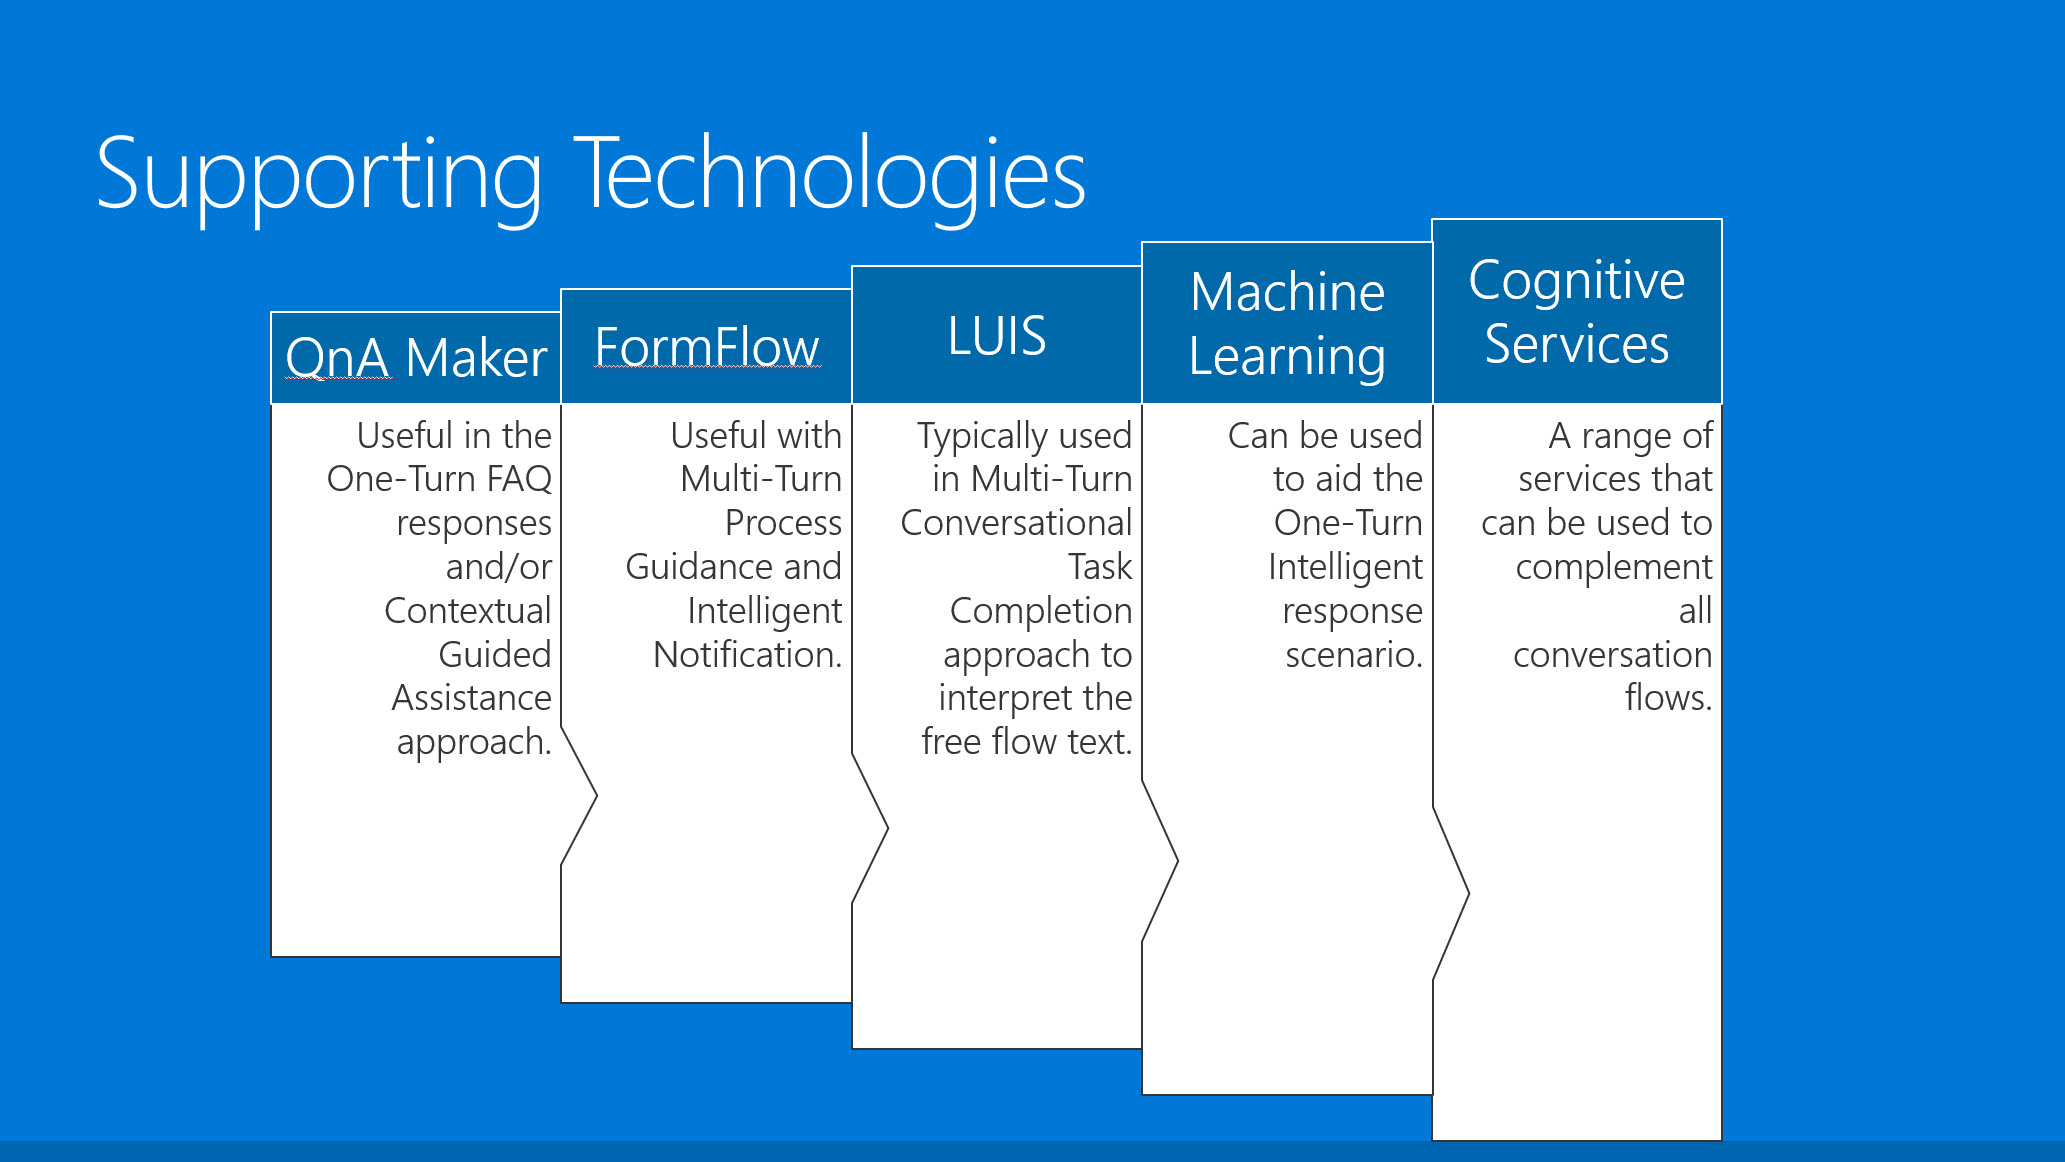 Supporting Technologies
QnA Maker
Useful in the
One-Turn FAQ
responses
and/or
Contextual
Guided
Assistance
approach.
FormFlow
Useful with
Multi-Turn
Process
Guidance and
Intelligent
Notification.
LUIS
Typically used
in Multi-Turn
Conversational
Task
Completion
approach to
interpret the
free flow text.
Machine
Learning
Can be used
to aid the
One-Turn
Intelligent
response
scenario.
Cognitive
Services
A range of
services that
can be used to
complement
all
conversation
flows.